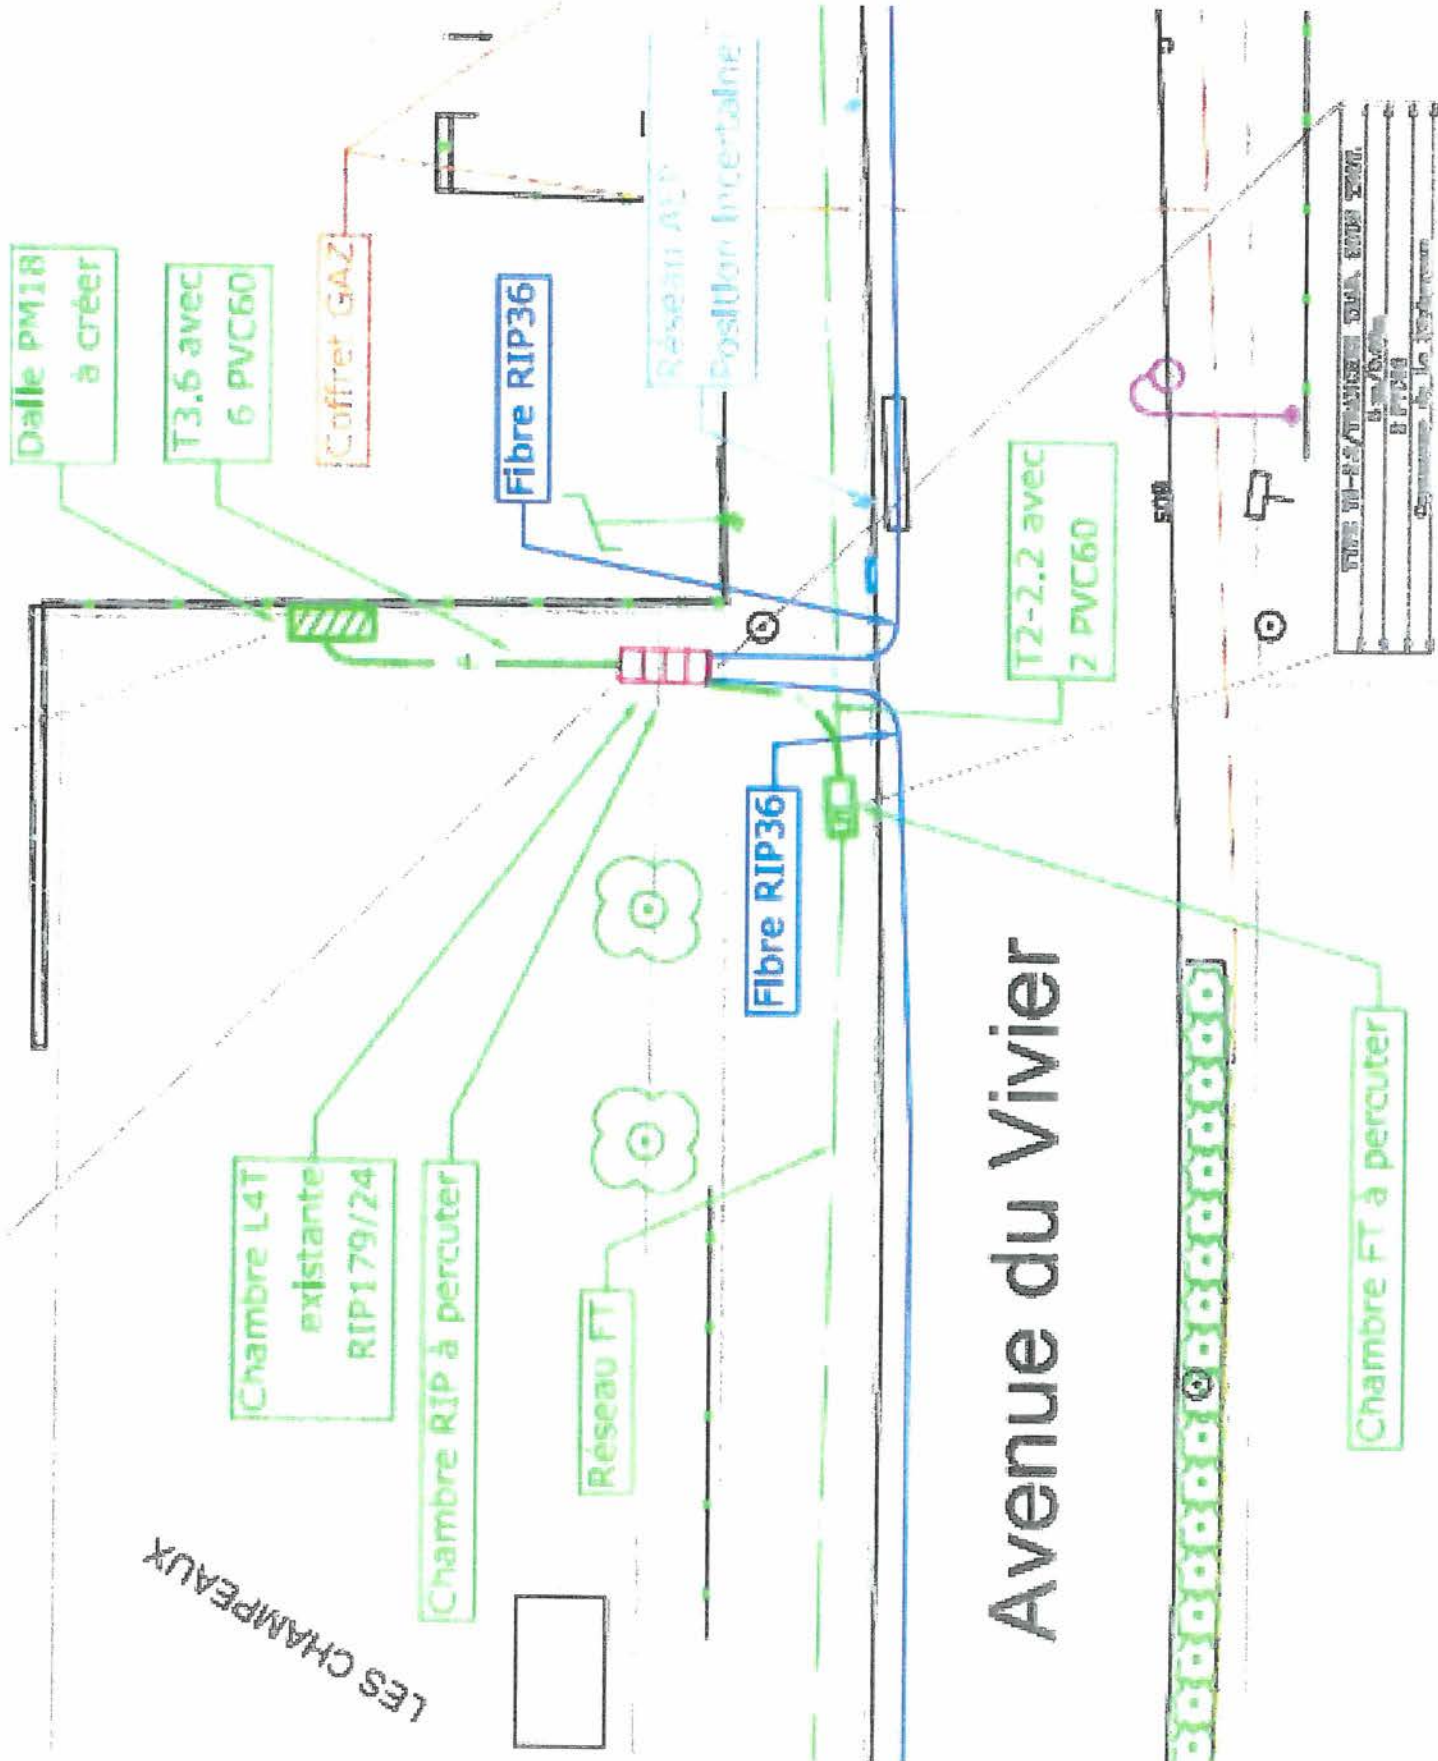 Dalle PM18
à créer
T3.6 avec
6 PVC60
Coffret GAZ
Fibre RIP36
Réseau AEP
Position Incertaine
T2-2.2 avec
2 PVC60
Fibre RIP36
Chambre L4T
existante
RIP179/24
Chambre RIP à percuter
Réseau FT
LES CHAMPEAUX
Avenue du Vivier
Chambre FT à percuter